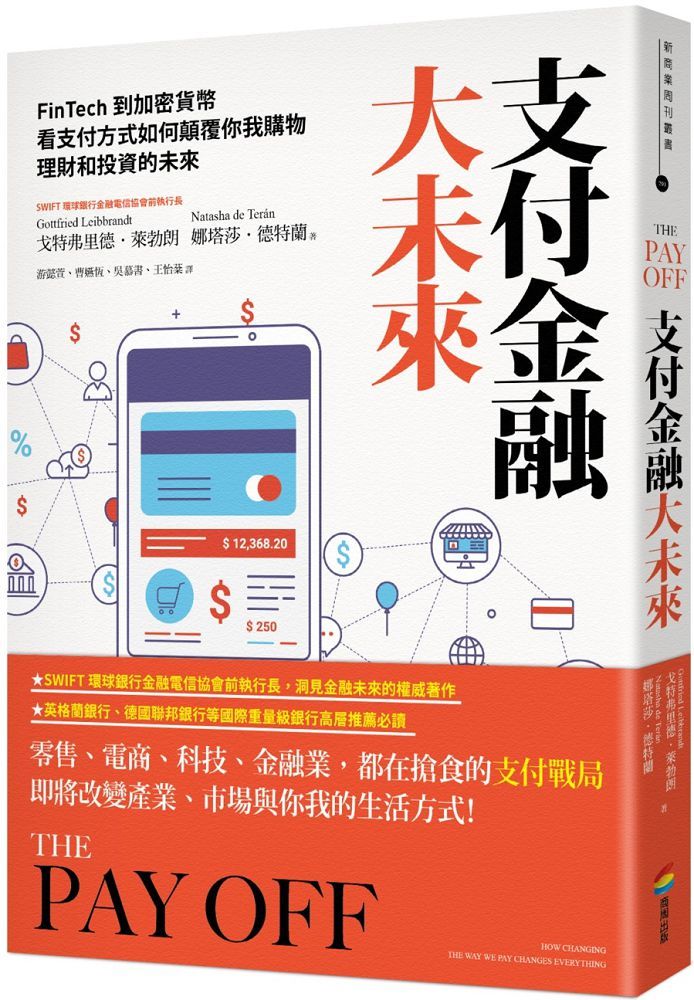 支付金融
大未來
FinTech 到加密貨幣
看支付方式如何顛覆你我購物
理財和投資的未來
SWIFT 環球銀行金融電信協會前執行長
Gottfried Leibbrandt
戈特弗里德・萊勃朗
Natasha de Terán
娜塔莎・德特蘭 著
游懿萱、曹嬿恆、吳慕書、王怡棻 譯
$
$
%
$
$
$
$
$ 12,368.20
$
$ 250
$
★SWIFT 環球銀行金融電信協會前執行長，洞見金融未來的權威著作
★英格蘭銀行、德國聯邦銀行等國際重量級銀行高層推薦必讀
零售、電商、科技、金融業，都在搶食的支付戰局
即將改變產業、市場與你我的生活方式！
THE
PAY OFF
HOW CHANGING
THE WAY WE PAY CHANGES EVERYTHING
新商業周刊叢書
THE
PAY
OFF
支付金融大未來
Gottfried Leibbrandt
戈特弗里德・萊勃朗
Natasha de Terán
娜塔莎・德特蘭
著
商周出版